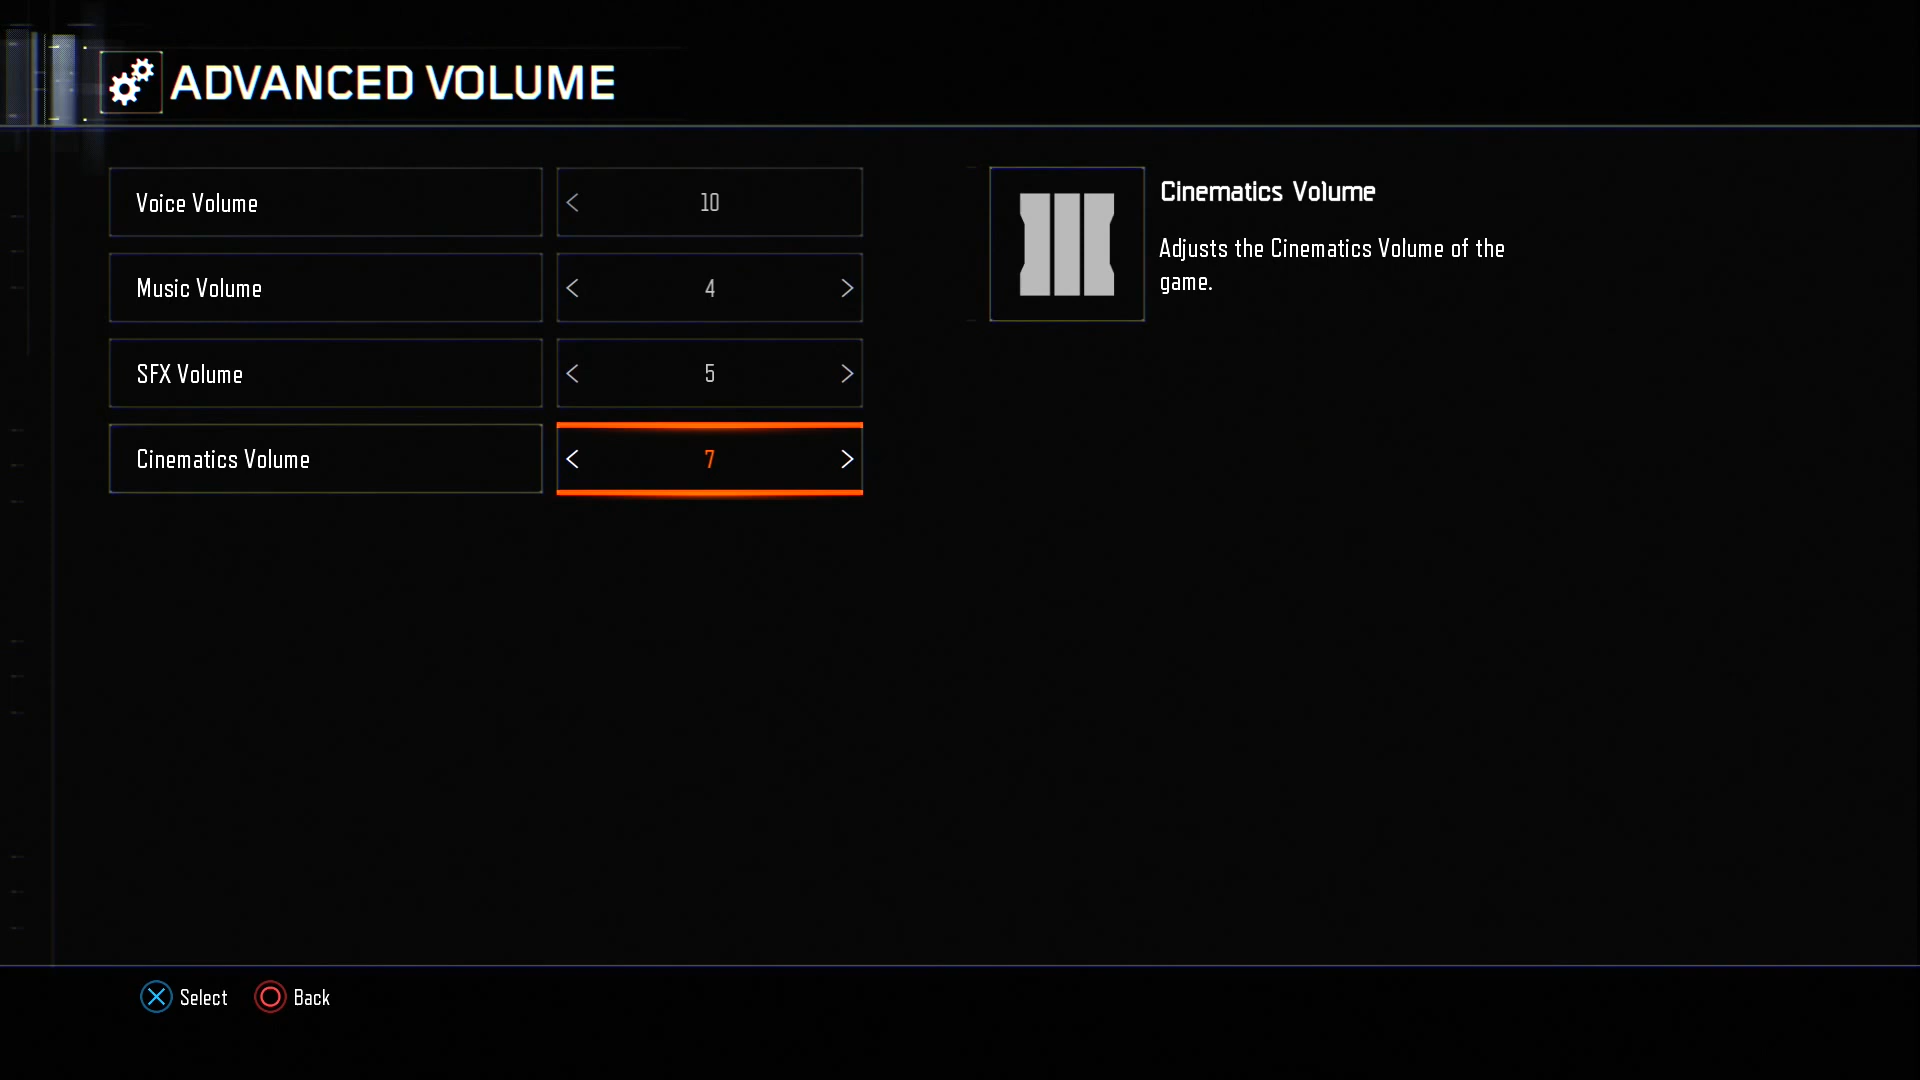 ADVANCED VOLUME
Voice Volume
< 10
Music Volume
< 4 >
SFX Volume
< 5 >
Cinematics Volume
< 7 >
Cinematics Volume
Adjusts the Cinematics Volume of the
game.
Select Back